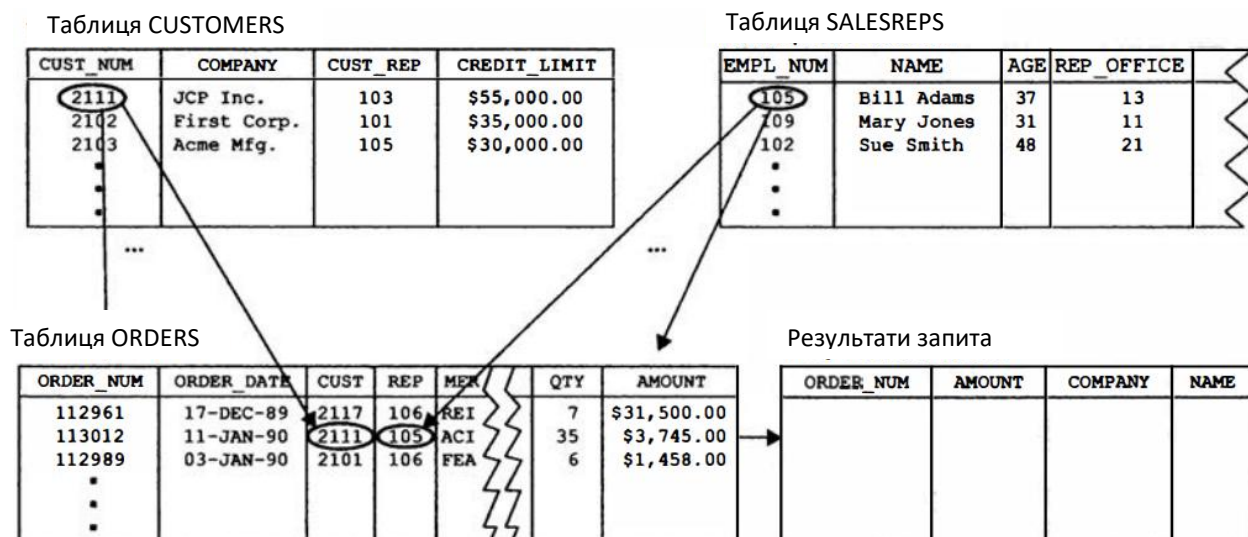 Таблиця CUSTOMERS
CUST_NUM COMPANY CUST_REP CREDIT_LIMIT
2111 JCP Inc. 103 $55,000.00
2102 First Corp. 101 $35,000.00
2103 Acme Mfg. 105 $30,000.00
...
Таблиця SALESREPS
EMPL_NUM NAME AGE REP_OFFICE
105 Bill Adams 37 13
109 Mary Jones 31 11
102 Sue Smith 48 21
...
Таблиця ORDERS
ORDER_NUM ORDER_DATE CUST REP MER QTY AMOUNT
112961 17-DEC-89 2117 106 REI 7 $31,500.00
113012 11-JAN-90 2111 105 ACI 35 $3,745.00
112989 03-JAN-90 2101 106 FEA 6 $1,458.00
Результати запита
ORDER_NUM AMOUNT COMPANY NAME